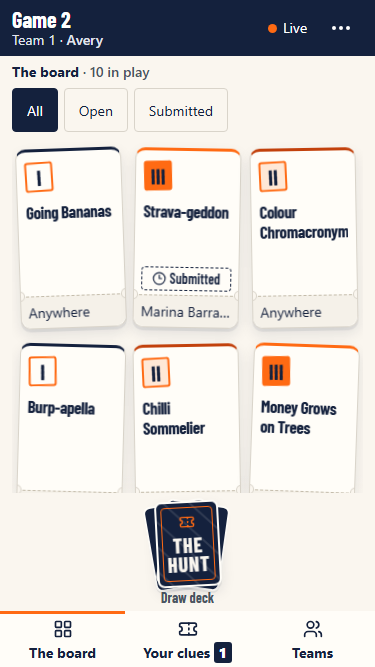 Game 2
Team 1 · Avery
Live
The board · 10 in play
All
Open
Submitted
I
Going Bananas
Anywhere
III
Strava-geddon
Submitted
Marina Barra...
II
Colour
Chromacronym
Anywhere
I
Burp-apella
II
Chilli
Sommelier
III
Money Grows
on Trees
THE
HUNT
Draw deck
The board
Your clues 1
Teams